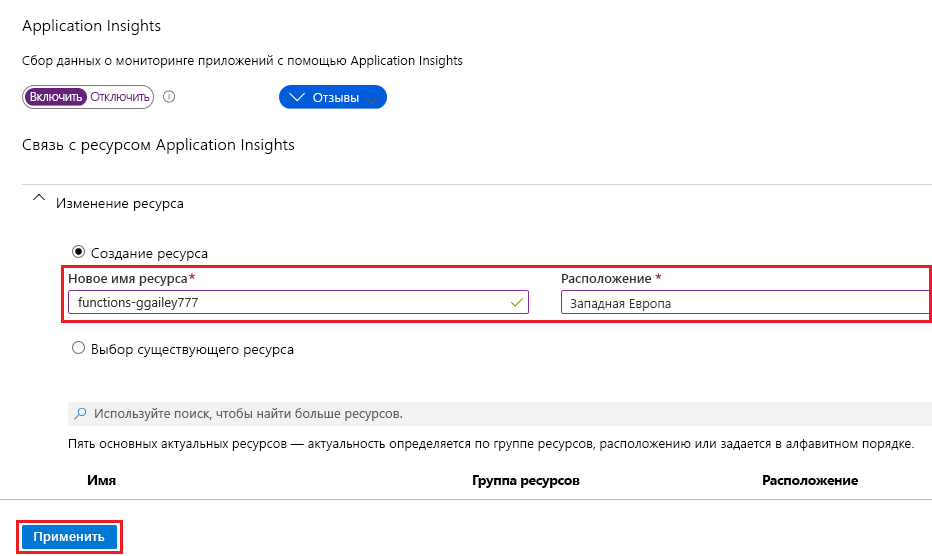 Application Insights
Сбор данных о мониторинге приложений с помощью Application Insights
Включить Отключить Отзывы
Связь с ресурсом Application Insights
Изменение ресурса
Создание ресурса
Новое имя ресурса* Расположение *
functions-ggailey777 Западная Европа
Выбор существующего ресурса
Используйте поиск, чтобы найти больше ресурсов.
Пять основных актуальных ресурсов — актуальность определяется по группе ресурсов, расположению или задается в алфавитном порядке.
Имя Группа ресурсов Расположение
Применить